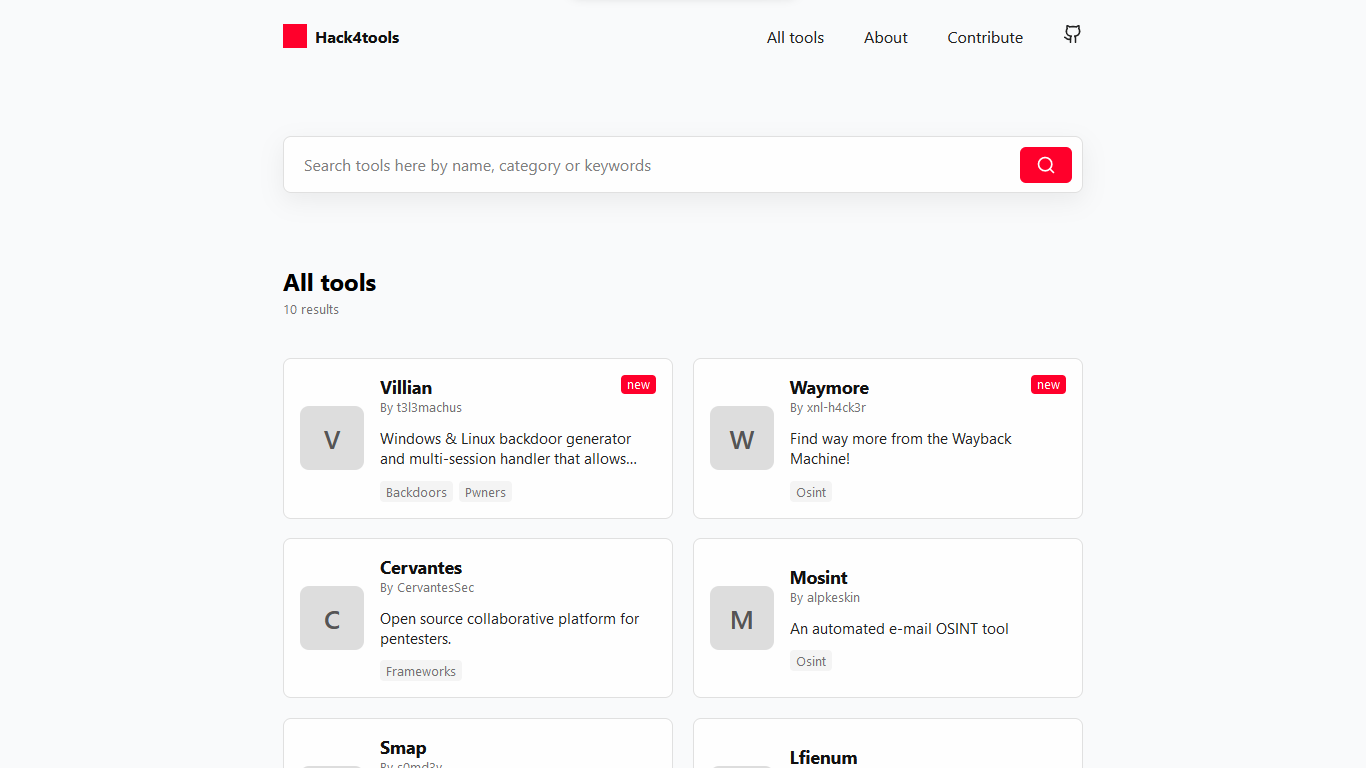 Hack4tools
All tools
About
Contribute
Search tools here by name, category or keywords
All tools
10 results
V
Villian
new
By t3l3machus
Windows & Linux backdoor generator
and multi-session handler that allows...
Backdoors
Pwners
W
Waymore
new
By xnl-h4ck3r
Find way more from the Wayback
Machine!
Osint
C
Cervantes
By CervantesSec
Open source collaborative platform for
pentesters.
Frameworks
M
Mosint
By alpkeskin
An automated e-mail OSINT tool
Osint
Smap
By s0md3v
Lfienum